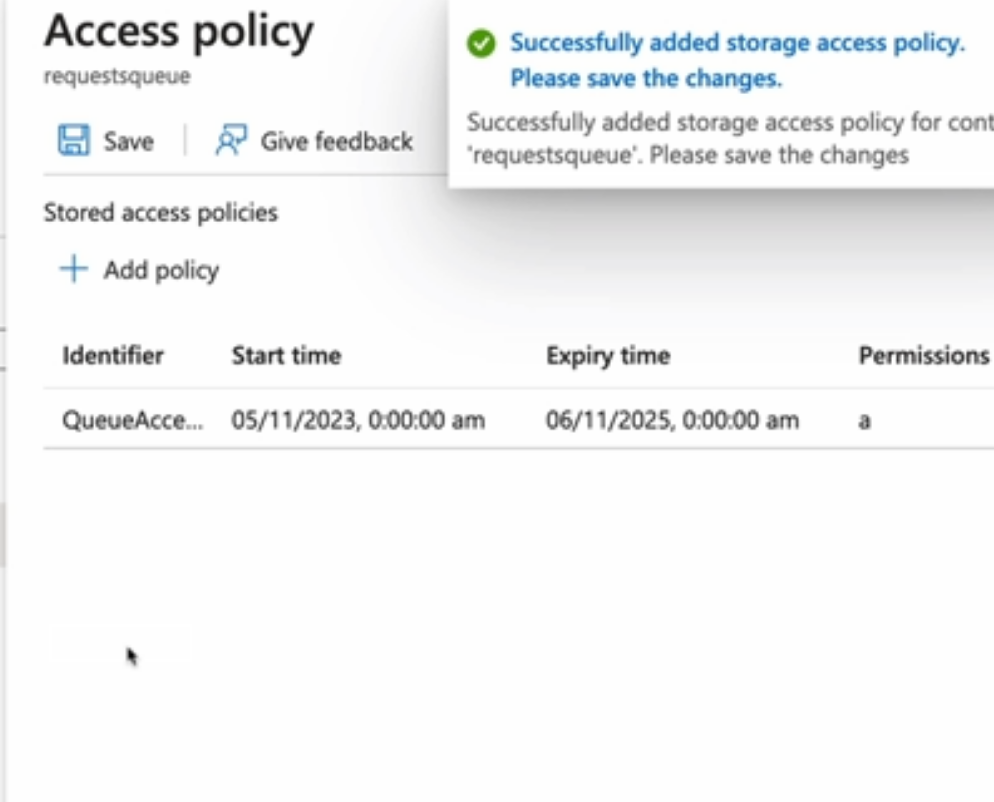 Access policy
requestsqueue
Successfully added storage access policy.
Please save the changes.
Successfully added storage access policy for cont
'requestsqueue'. Please save the changes
Save
Give feedback
Stored access policies
Add policy
Identifier Start time Expiry time Permissions
QueueAcce... 05/11/2023, 0:00:00 am 06/11/2025, 0:00:00 am a